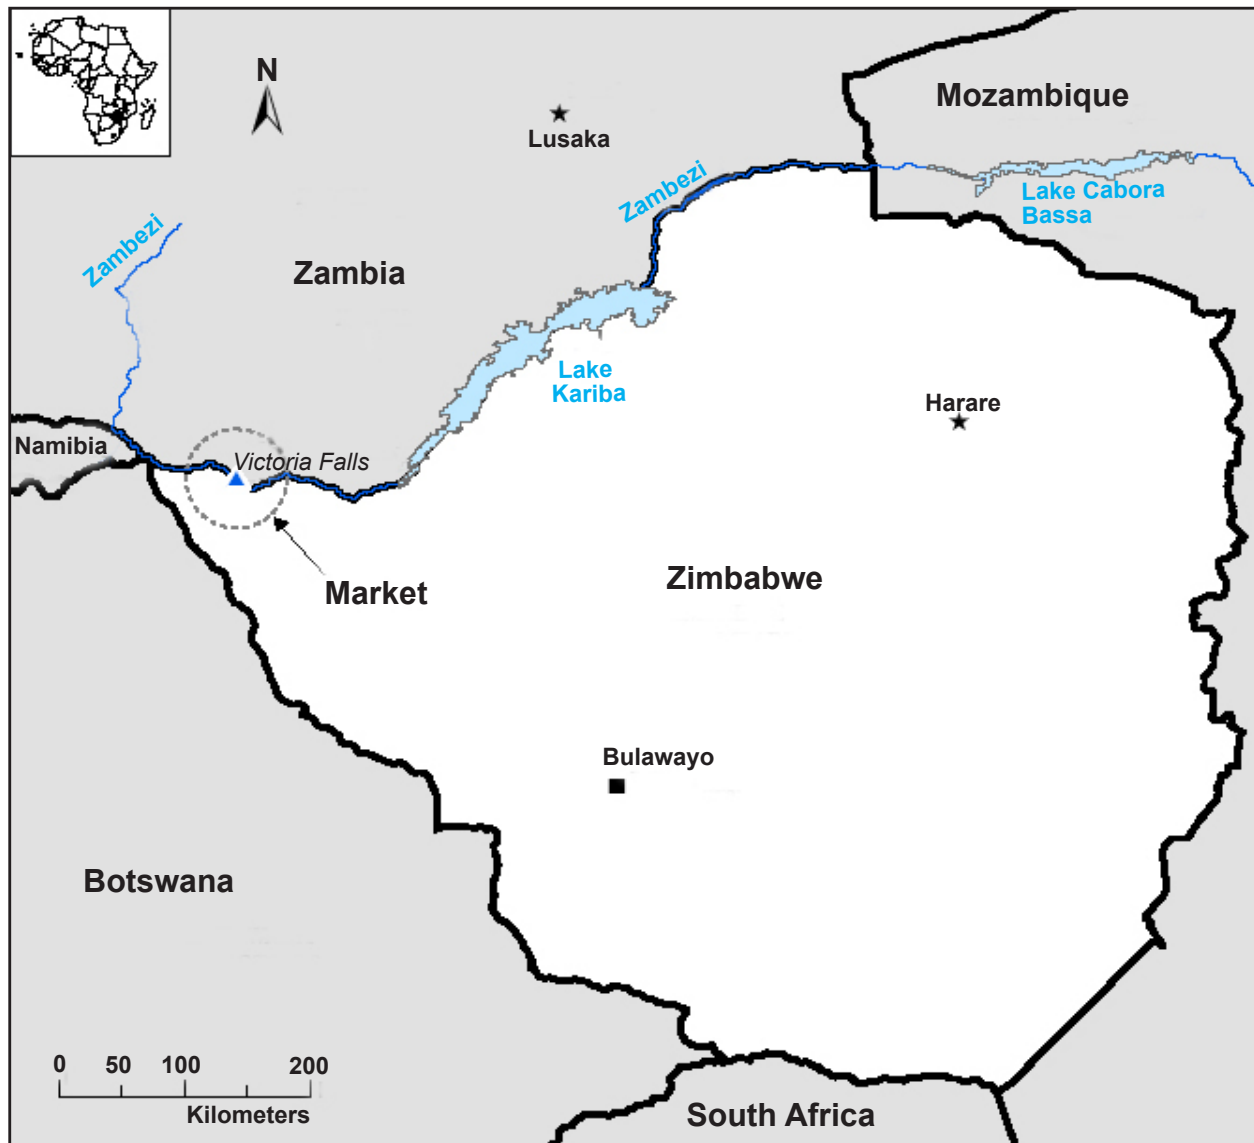 N
Lusaka
Mozambique
Zambezi
Lake Cabora
Bassa
Zambezi
Zambia
Lake
Kariba
Harare
Namibia
Victoria Falls
Market
Zimbabwe
Bulawayo
Botswana
0 50 100 200
Kilometers
South Africa